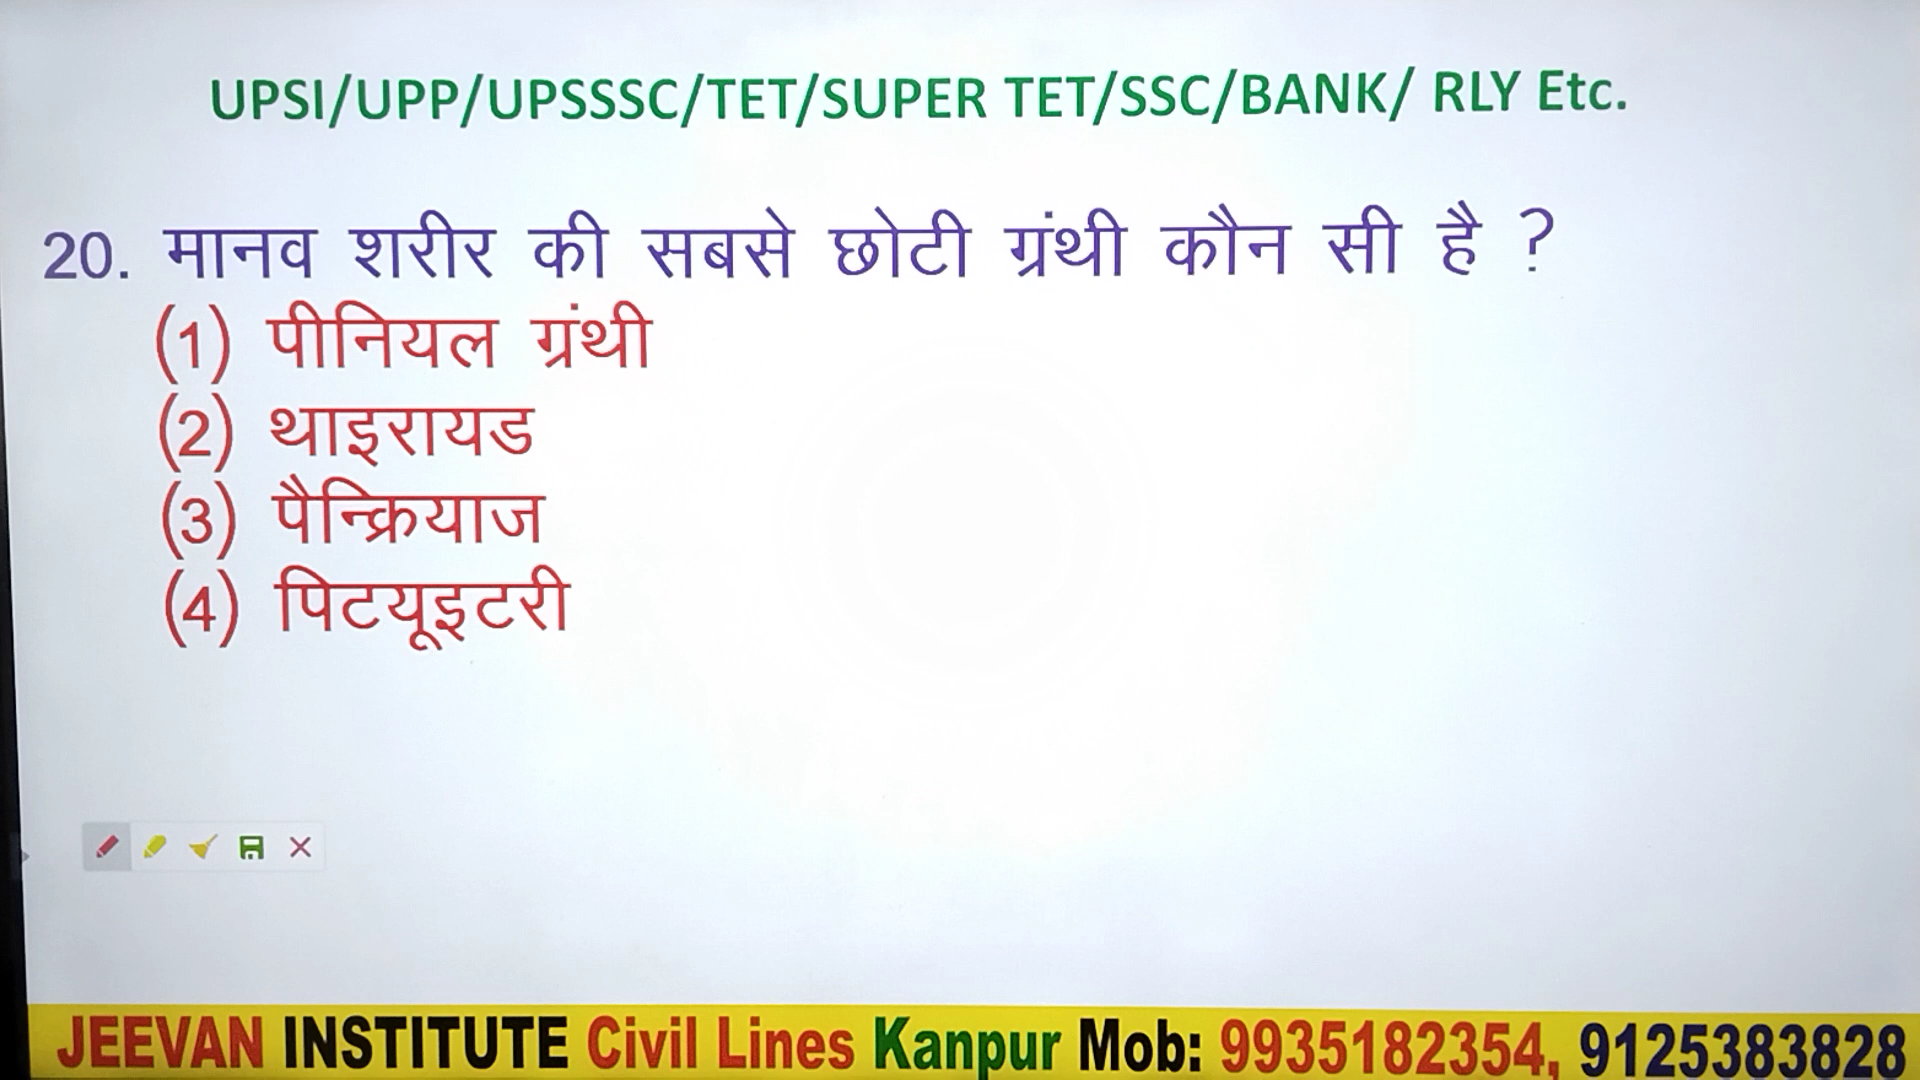 UPSI/UPP/UPSSSC/TET/SUPER TET/SSC/BANK/ RLY Etc.
20. मानव शरीर की सबसे छोटी ग्रंथी कौन सी है ?
(1) पीनियल ग्रंथी
(2) थाइरायड
(3) पैन्क्रियाज
(4) पिटयूइटरी
JEEVAN INSTITUTE Civil Lines Kanpur Mob: 9935182354, 9125383828